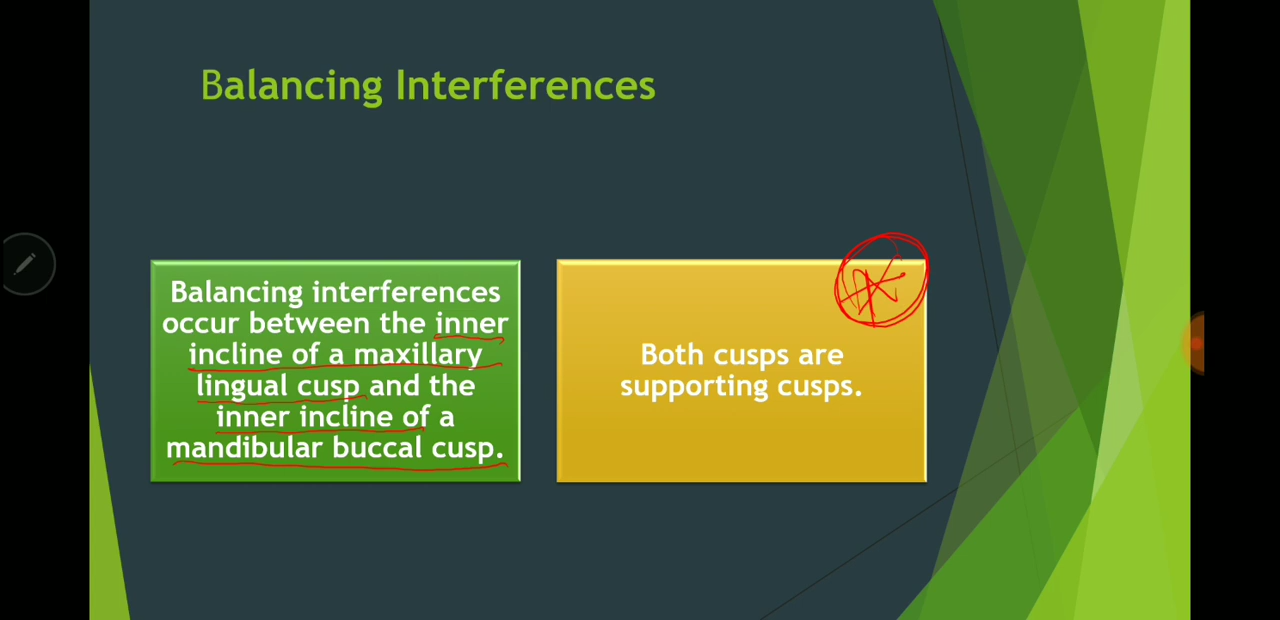 Balancing Interferences
Balancing interferences
occur between the inner
incline of a maxillary
lingual cusp and the
inner incline of a
mandibular buccal cusp.
Both cusps are
supporting cusps.